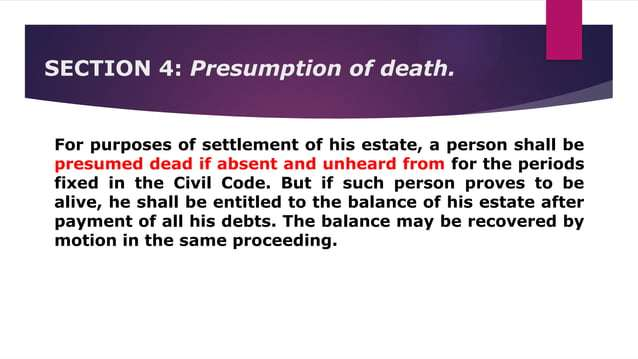 SECTION 4: Presumption of death.
For purposes of settlement of his estate, a person shall be
presumed dead if absent and unheard from for the periods
fixed in the Civil Code. But if such person proves to be
alive, he shall be entitled to the balance of his estate after
payment of all his debts. The balance may be recovered by
motion in the same proceeding.